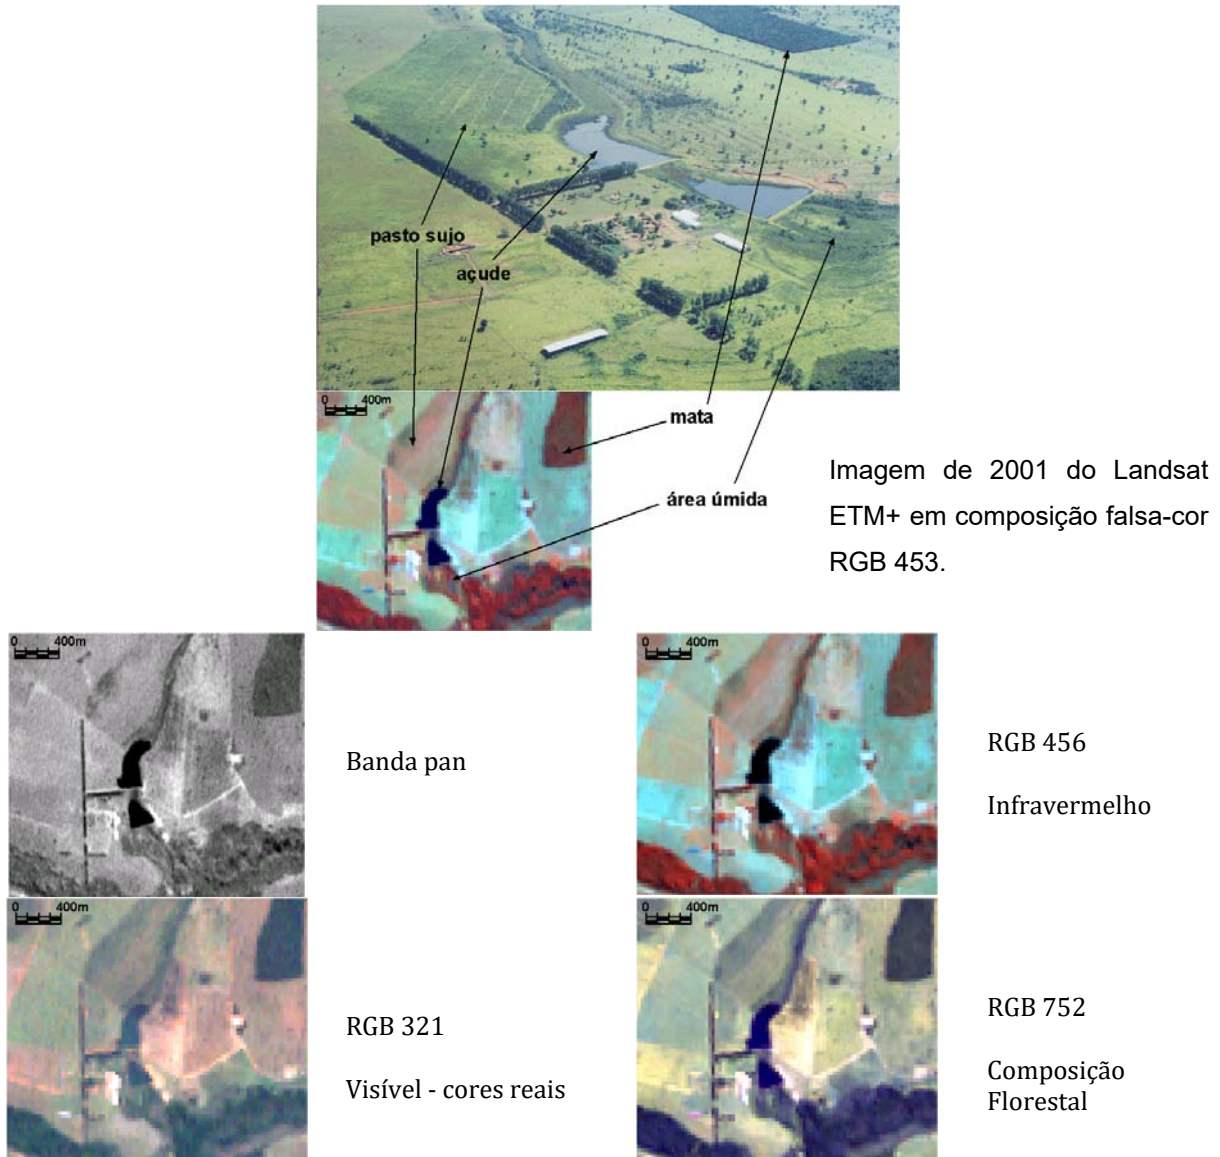 pasto sujo
açude
0 400m
mata
área úmida
Imagem de 2001 do Landsat
ETM+ em composição falsa-cor
RGB 453.
0 400m
Banda pan
0 400m
RGB 456
Infravermelho
0 400m
RGB 321
Visível - cores reais
0 400m
RGB 752
Composição
Florestal